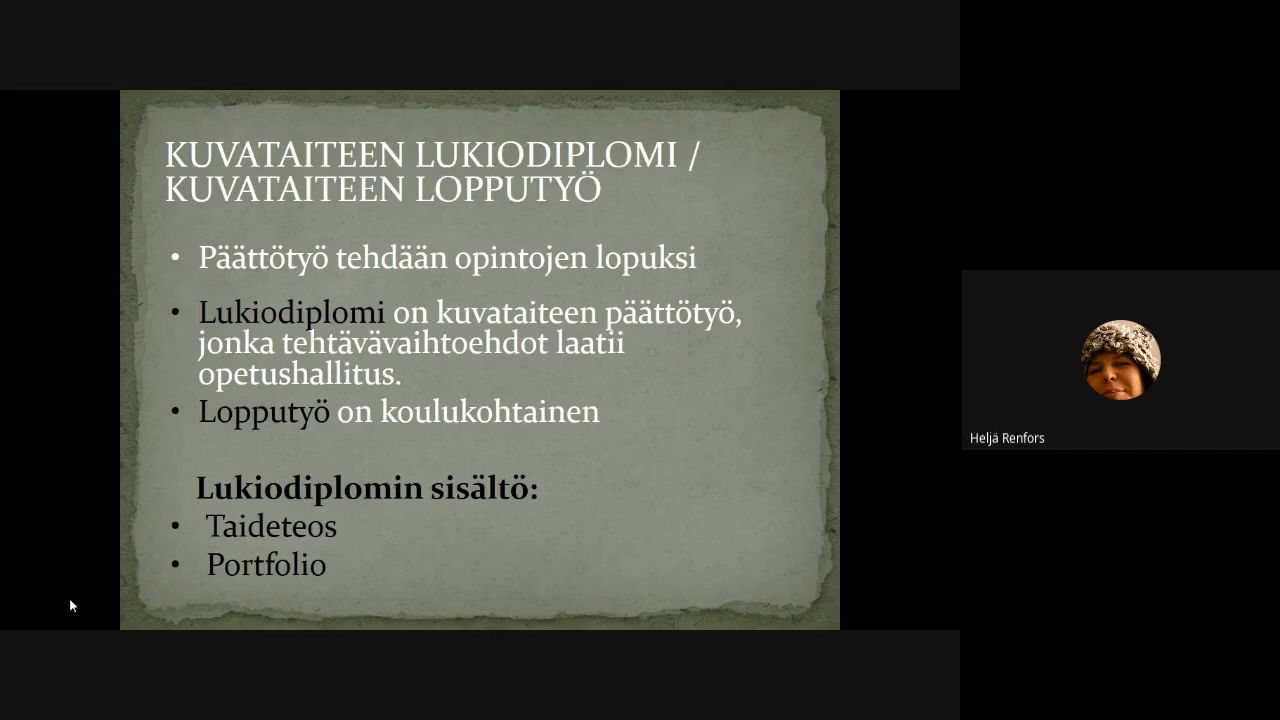 KUVATAITEEN LUKIODIPLOMI /
KUVATAITEEN LOPPUTYÖ
• Päättötyö tehdään opintojen lopuksi
• Lukiodiplomi on kuvataiteen päättötyö,
jonka tehtävävaihtoehdot laatii
opetushallitus.
• Lopputyö on koulukohtainen
Lukiodiplomin sisältö:
• Taideteos
• Portfolio
Heljä Renfors